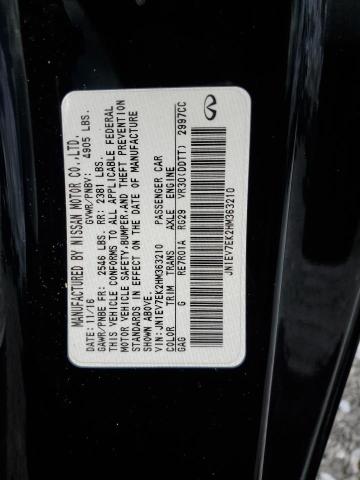 MANUFACTURED BY NISSAN MOTOR CO.,LTD.
DATE: 11/16 GVWR/PNBV: 4905 LBS.
GAWR/PNBE FR: 2546 LBS. RR: 2381 LBS.
THIS VEHICLE CONFORMS TO ALL APPLICABLE FEDERAL
MOTOR VEHICLE SAFETY,BUMPER,AND THEFT PREVENTION
STANDARDS IN EFFECT ON THE DATE OF MANUFACTURE
SHOWN ABOVE.
VIN:JN1EV7EK2HM363210 PASSENGER CAR
COLOR TRIM TRANS AXLE ENGINE
GAG G RE7R01A RG29 VR30(DDTT) 2997CC
JN1EV7EK2HM363210